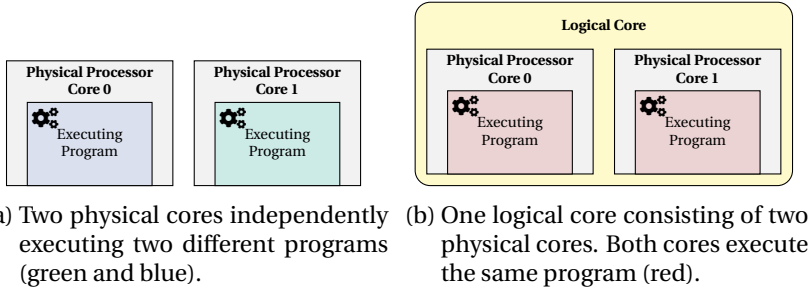 Physical Processor
Core 0
Executing
Program
Physical Processor
Core 1
Executing
Program
a) Two physical cores independently
executing two different programs
(green and blue).
Logical Core
Physical Processor
Core 0
Executing
Program
Physical Processor
Core 1
Executing
Program
(b) One logical core consisting of two
physical cores. Both cores execute
the same program (red).